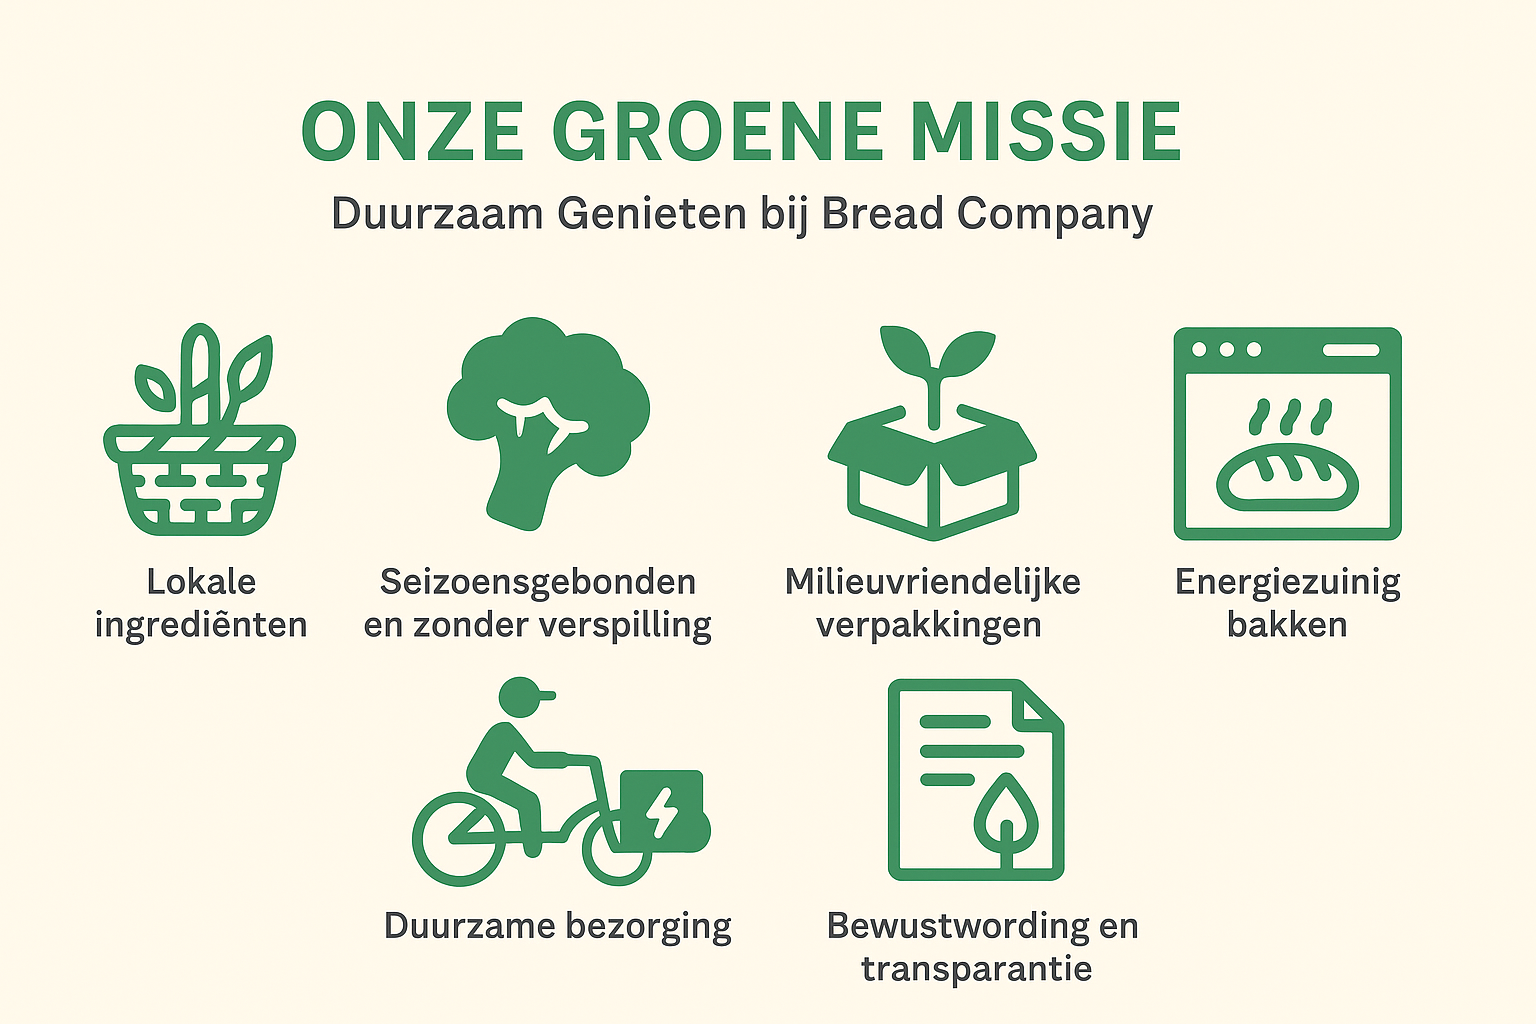 ONZE GROENE MISSIE
Duurzaam Genieten bij Bread Company
Lokale
ingrediẽnten
Seizoensgebonden
en zonder verspilling
Milieuvriendelijke
verpakkingen
Energiezuinig
bakken
Duurzame bezorging
Bewustwording en
transparantie